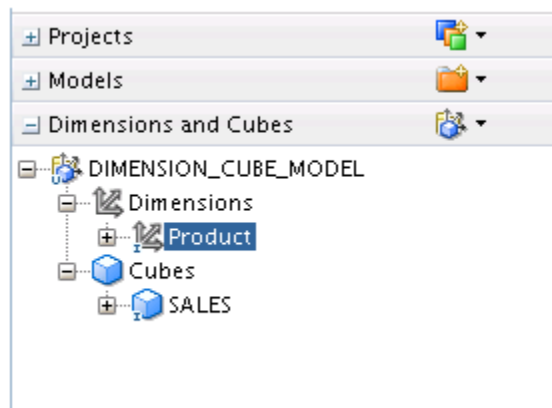 Projects
Models
Dimensions and Cubes
DIMENSION_CUBE_MODEL
Dimensions
Product
Cubes
SALES